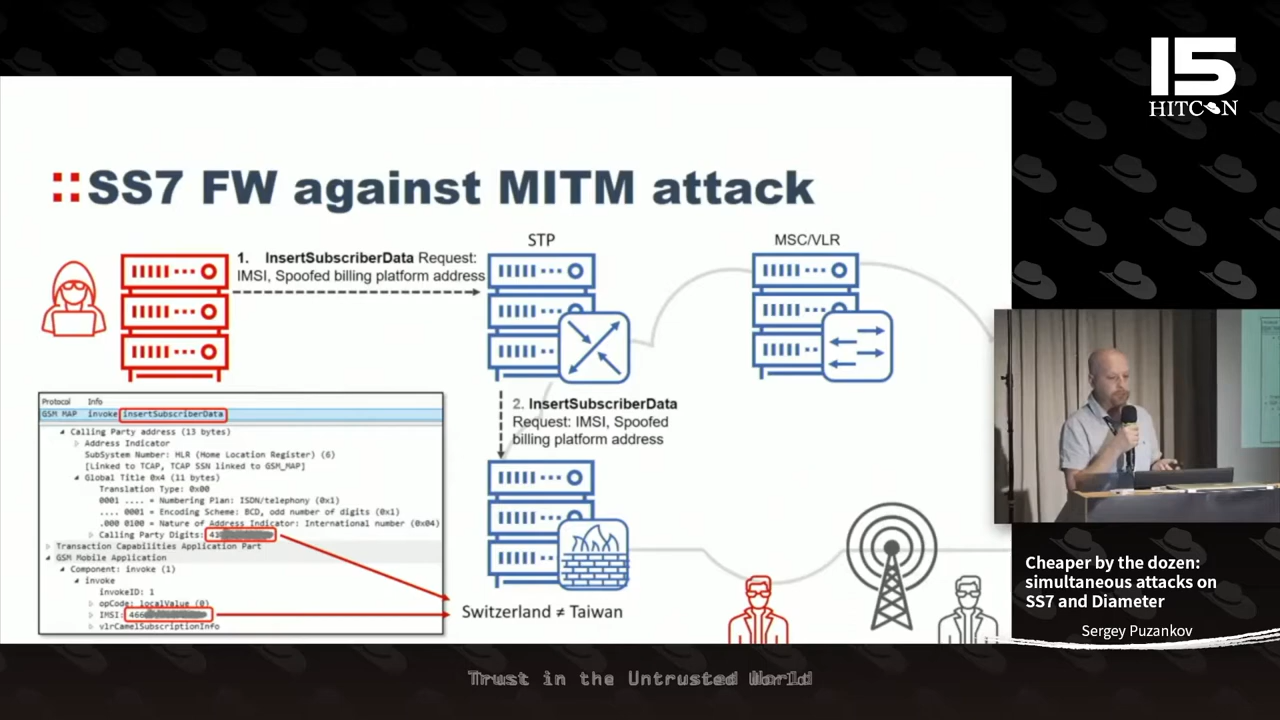 15
HITCON
::SS7 FW against MITM attack
STP
MSC/VLR
1. InsertSubscriberData Request:
IMSI, Spoofed billing platform address
2. InsertSubscriberData
Request: IMSI, Spoofed
billing platform address
Protocol Info
GSM MAP invoke insertSubscriberData
Calling Party address (13 bytes)
Address Indicator
SubSystem Number: HLR (Home Location Register) (6)
[Linked to TCAP, TCAP SSN linked to GSM_MAP]
Global Title 0x4 (11 bytes)
Translation Type: 0x00
0001 .... = Numbering Plan: ISDN/telephony (0x1)
.... 0001 = Encoding Scheme: BCD, odd number of digits (0x1)
.000 0100 = Nature of Address Indicator: International number (0x04)
Calling Party Digits: 41
Transaction Capabilities Application Part
GSM Mobile Application
Component: invoke (1)
invoke
invokeID: 1
opCode: localValue (0)
IMSI: 466
vlrCamelSubscriptionInfo
Switzerland ≠ Taiwan
Cheaper by the dozen:
simultaneous attacks on
SS7 and Diameter
Sergey Puzankov
Trust in the Untrusted World